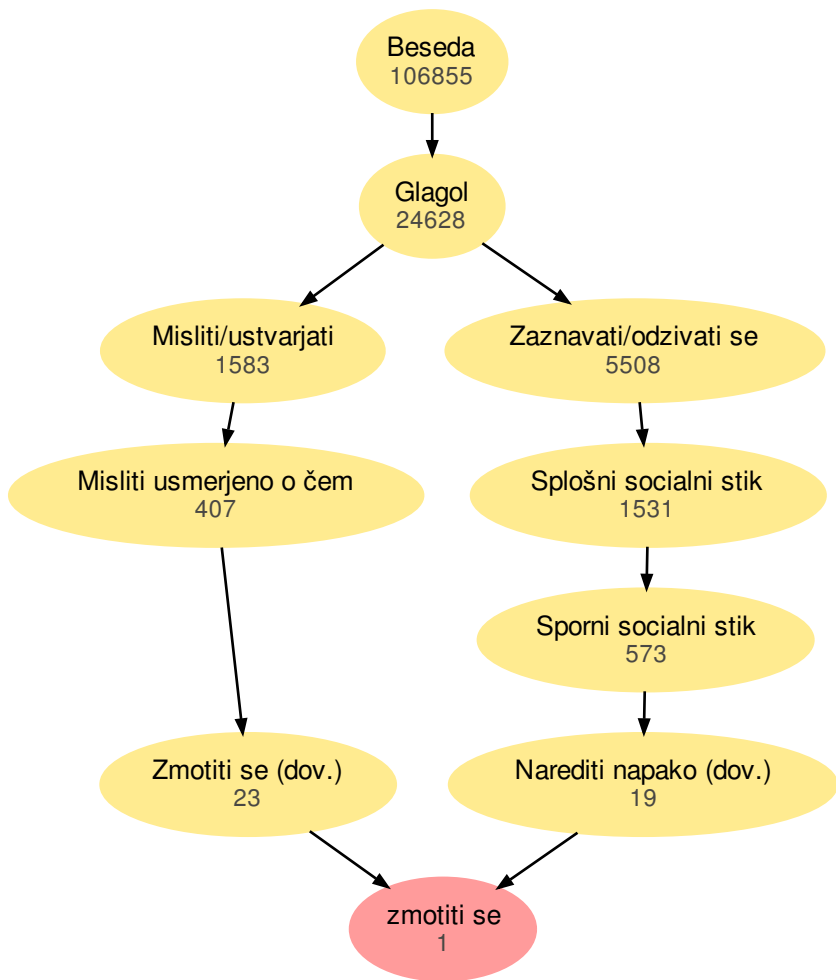 Beseda
106855
Glagol
24628
Misliti/ustvarjati
1583
Zaznavati/odzivati se
5508
Misliti usmerjeno o čem
407
Splošni socialni stik
1531
Sporni socialni stik
573
Zmotiti se (dov.)
23
Narediti napako (dov.)
19
zmotiti se
1